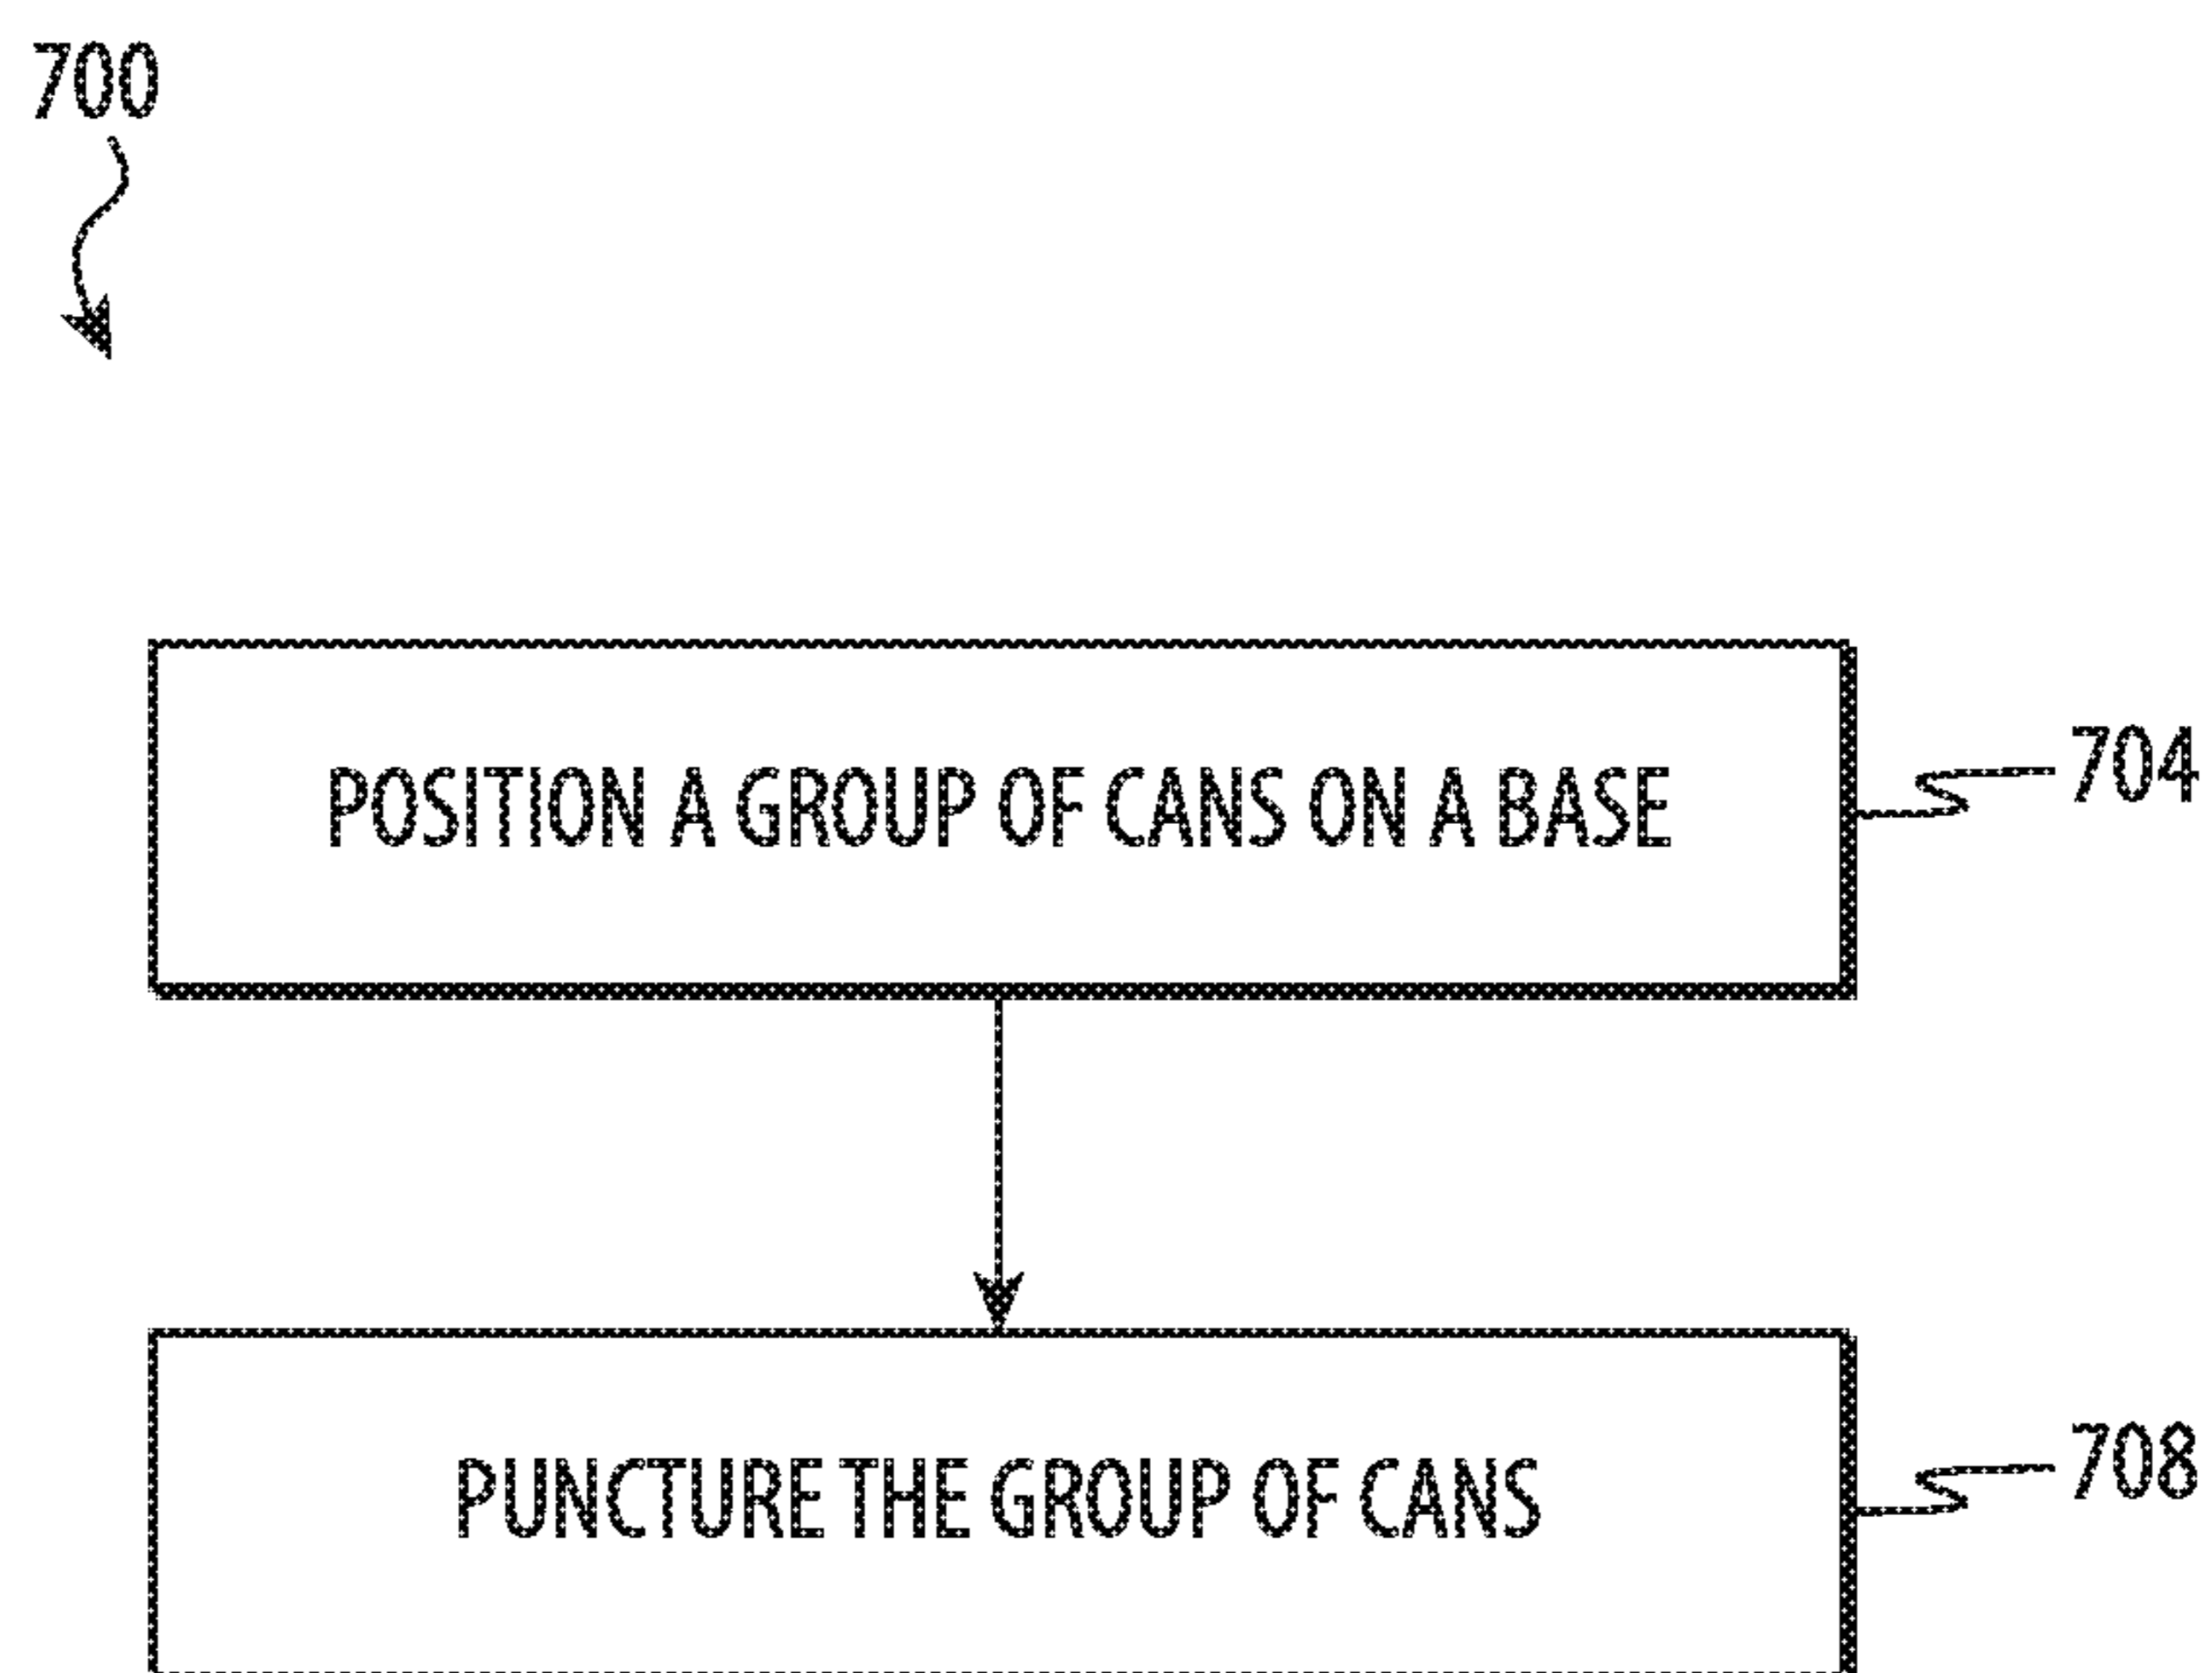 700
POSITION A GROUP OF CANS ON A BASE
704
PUNCTURE THE GROUP OF CANS
708